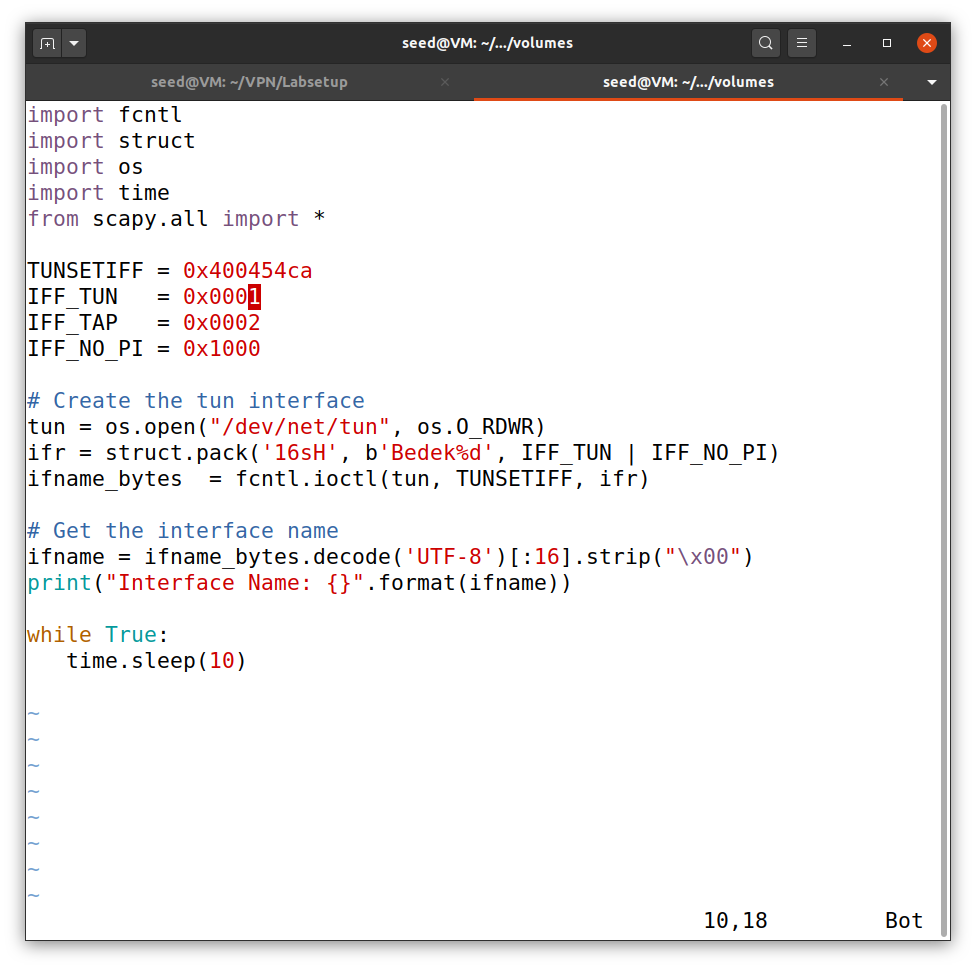 seed@VM: ~/.../volumes
seed@VM: ~/VPN/Labsetup
seed@VM: ~/.../volumes
import fcntl
import struct
import os
import time
from scapy.all import *

TUNSETIFF = 0x400454ca
IFF_TUN   = 0x0001
IFF_TAP   = 0x0002
IFF_NO_PI = 0x1000

# Create the tun interface
tun = os.open("/dev/net/tun", os.O_RDWR)
ifr = struct.pack('16sH', b'Bedek%d', IFF_TUN | IFF_NO_PI)
ifname_bytes  = fcntl.ioctl(tun, TUNSETIFF, ifr)

# Get the interface name
ifname = ifname_bytes.decode('UTF-8')[:16].strip("\x00")
print("Interface Name: {}".format(ifname))

while True:
   time.sleep(10)

~
~
~
~
~
~
~
~
10,18 Bot